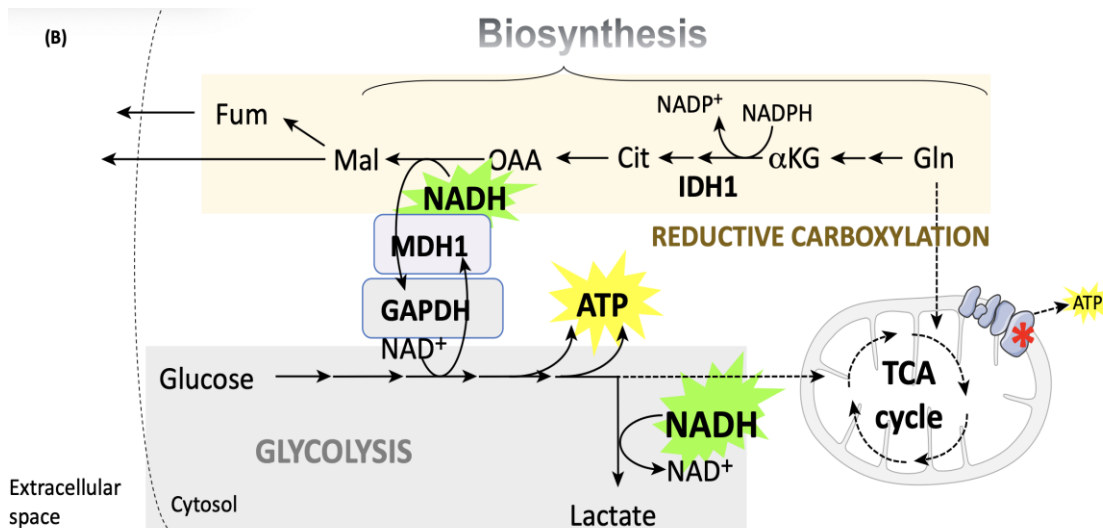 (B)
Biosynthesis
NADP+ NADPH
Fum
Mal OAA Cit αKG Gln
IDH1
NADH
REDUCTIVE CARBOXYLATION
MDH1
GAPDH
ATP
ATP
NAD+
Glucose
TCA
cycle
NADH
GLYCOLYSIS
NAD+
Extracellular
space
Cytosol
Lactate